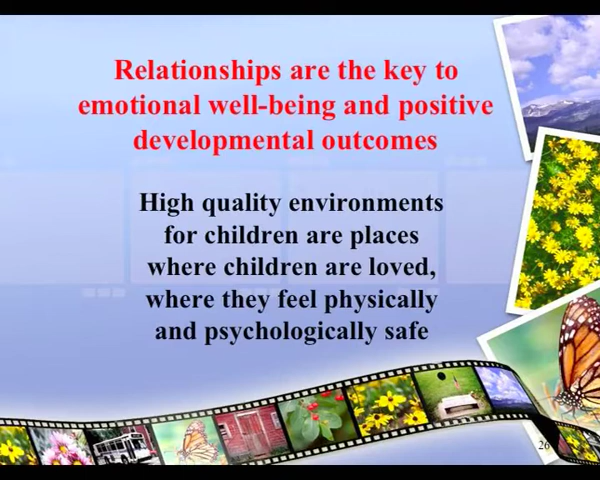 Relationships are the key to
emotional well-being and positive
developmental outcomes
High quality environments
for children are places
where children are loved,
where they feel physically
and psychologically safe
26